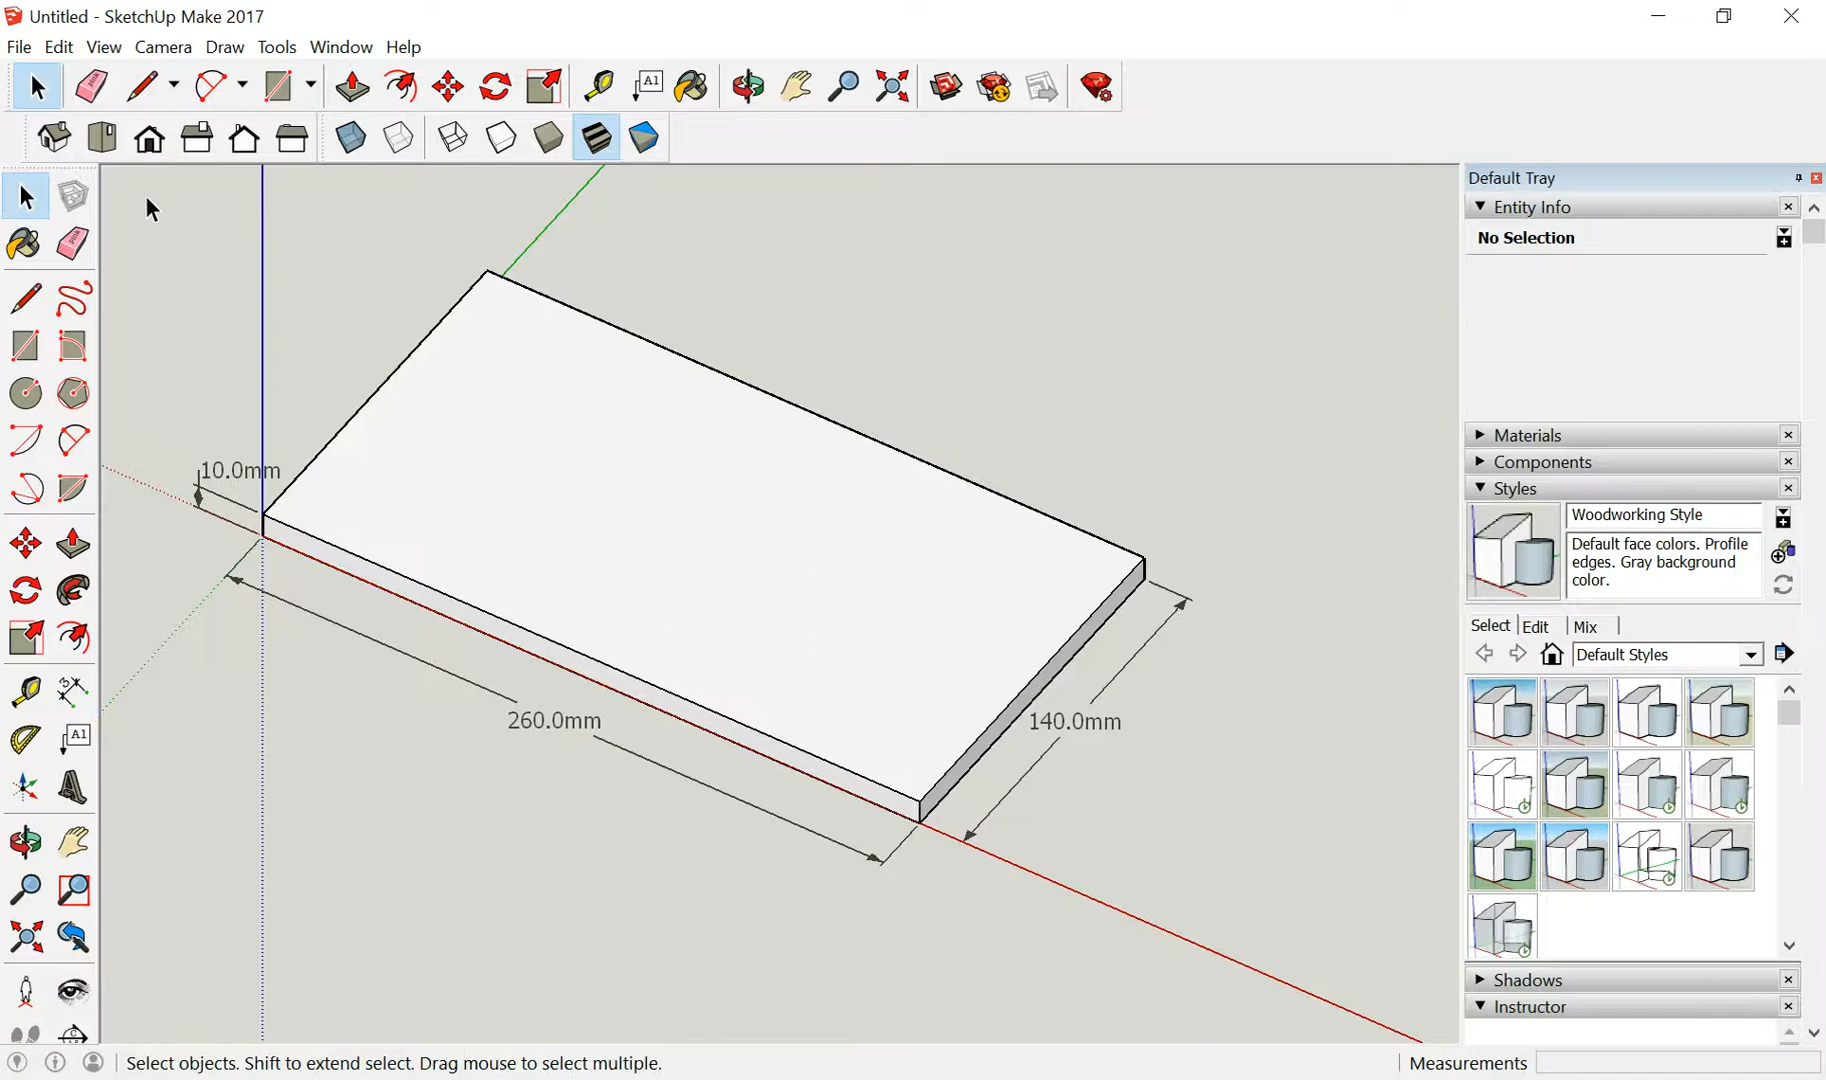 Untitled - SketchUp Make 2017
File Edit View Camera Draw Tools Window Help
A1
Default Tray
Entity Info
No Selection
10.0mm
260.0mm
140.0mm
A1
Materials
Components
Styles
Woodworking Style
Default face colors. Profile
edges. Gray background
color.
Select Edit Mix
Default Styles
Shadows
Instructor
Select objects. Shift to extend select. Drag mouse to select multiple.
Measurements